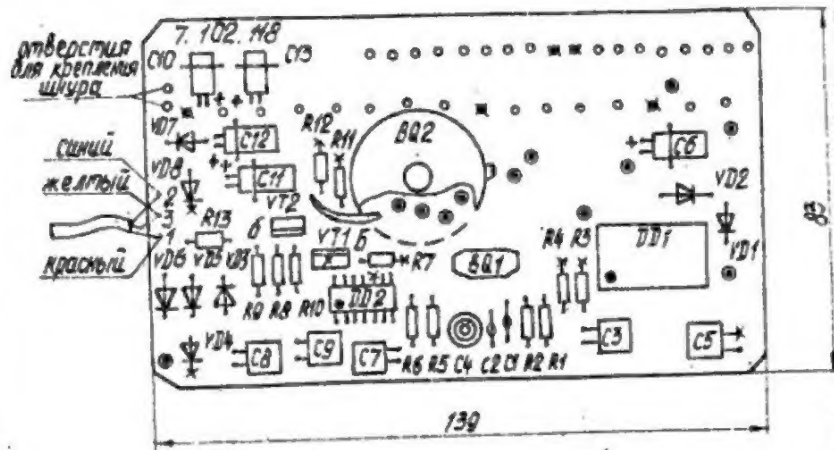 7.102.118
отверстия
для крепления
шнура
C10
C13
VD7
C12
R12
R11
BQ2
C6
синий
VD8
C11
VD2
желтый
2
3
1
VT2
R13
б
VT1
Б
R7
BQ1
R4
R3
DD1
VD1
красный
VD6
VD5
VD3
R9
R8
R10
DD2
VD4
C8
C9
C7
R6
R5
C4
C2
C1
R2
R1
C3
C5
83
139